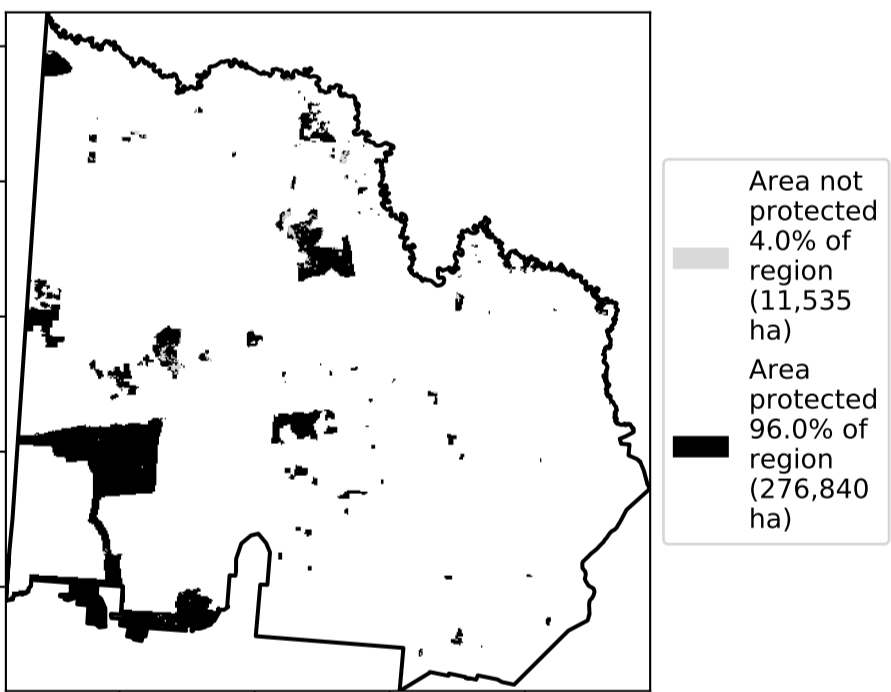 Area not
protected
4.0% of
region
(11,535
ha)
Area
protected
96.0% of
region
(276,840
ha)